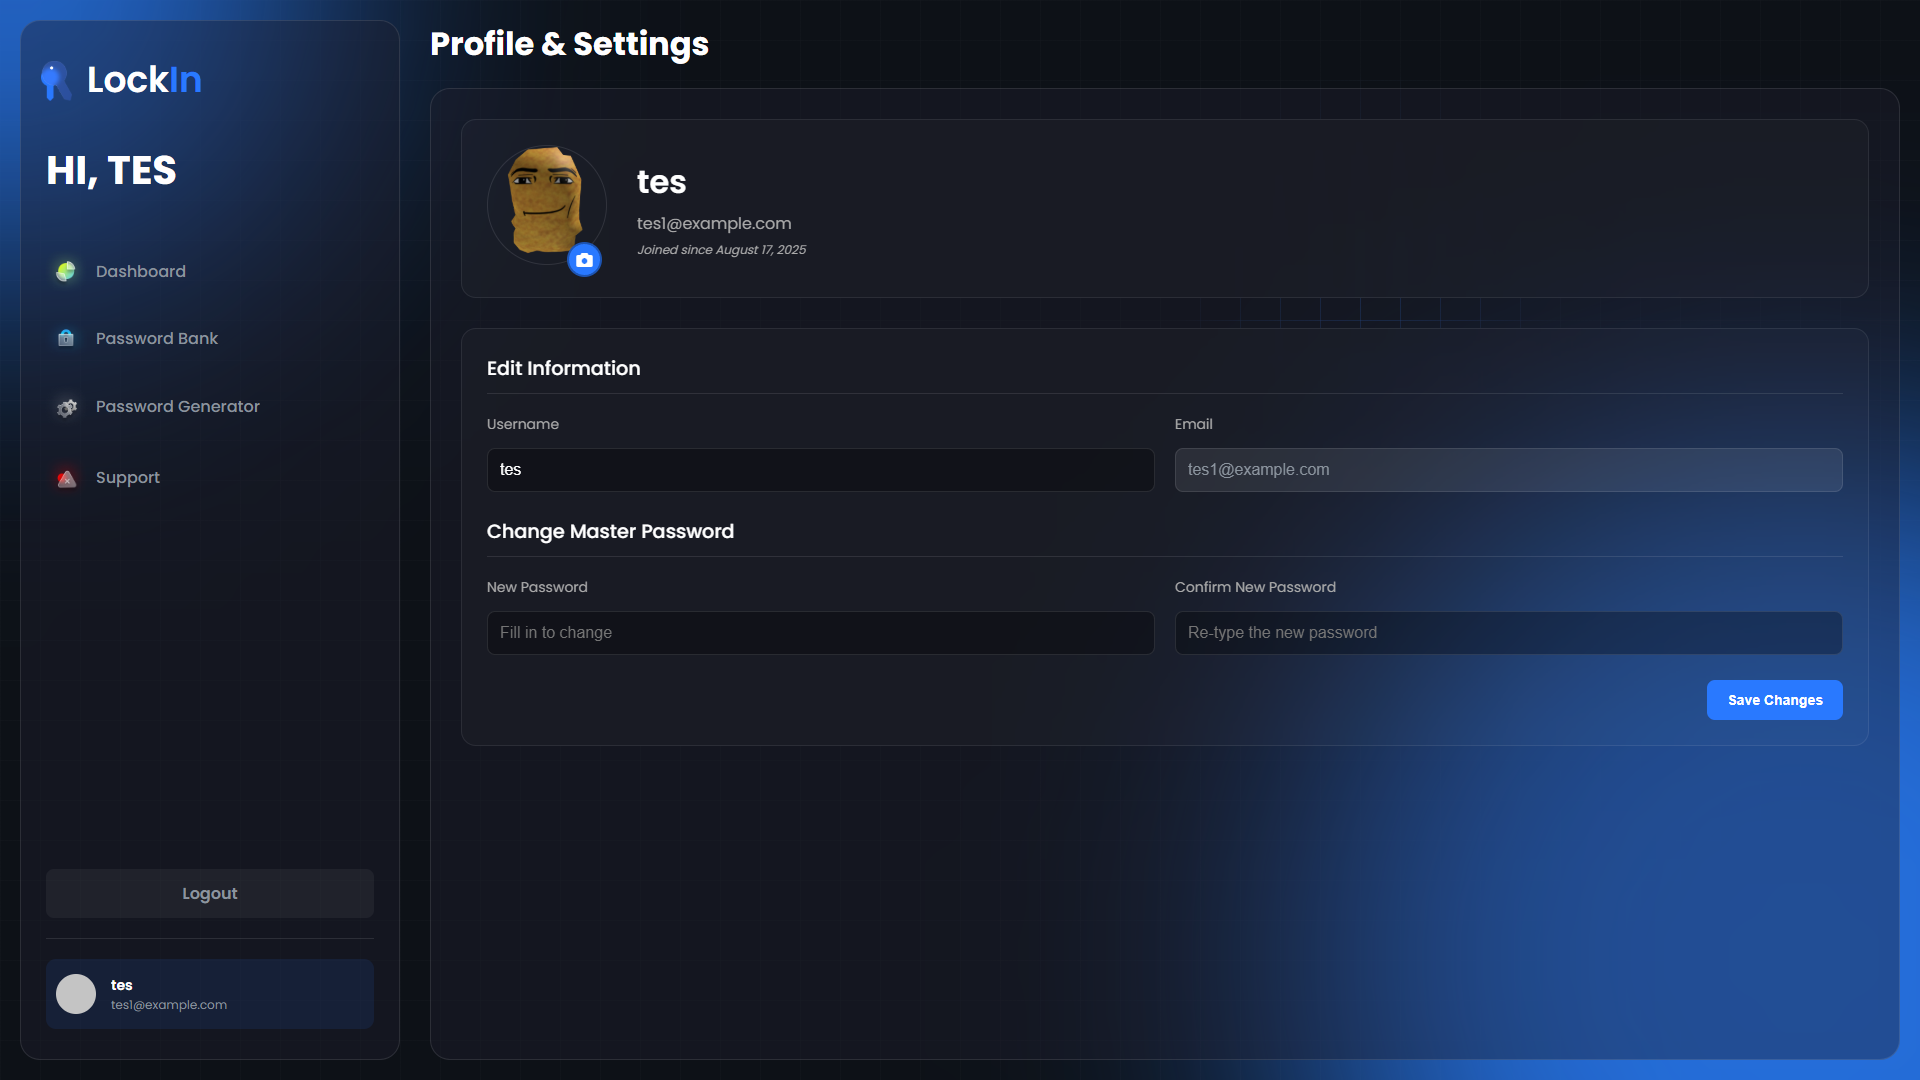 LockIn
HI, TES
Dashboard
Password Bank
Password Generator
Support
Logout
tes
tes1@example.com
Profile & Settings
tes
tes1@example.com
Joined since August 17, 2025
Edit Information
Username
Email
tes
tes1@example.com
Change Master Password
New Password
Confirm New Password
Fill in to change
Re-type the new password
Save Changes